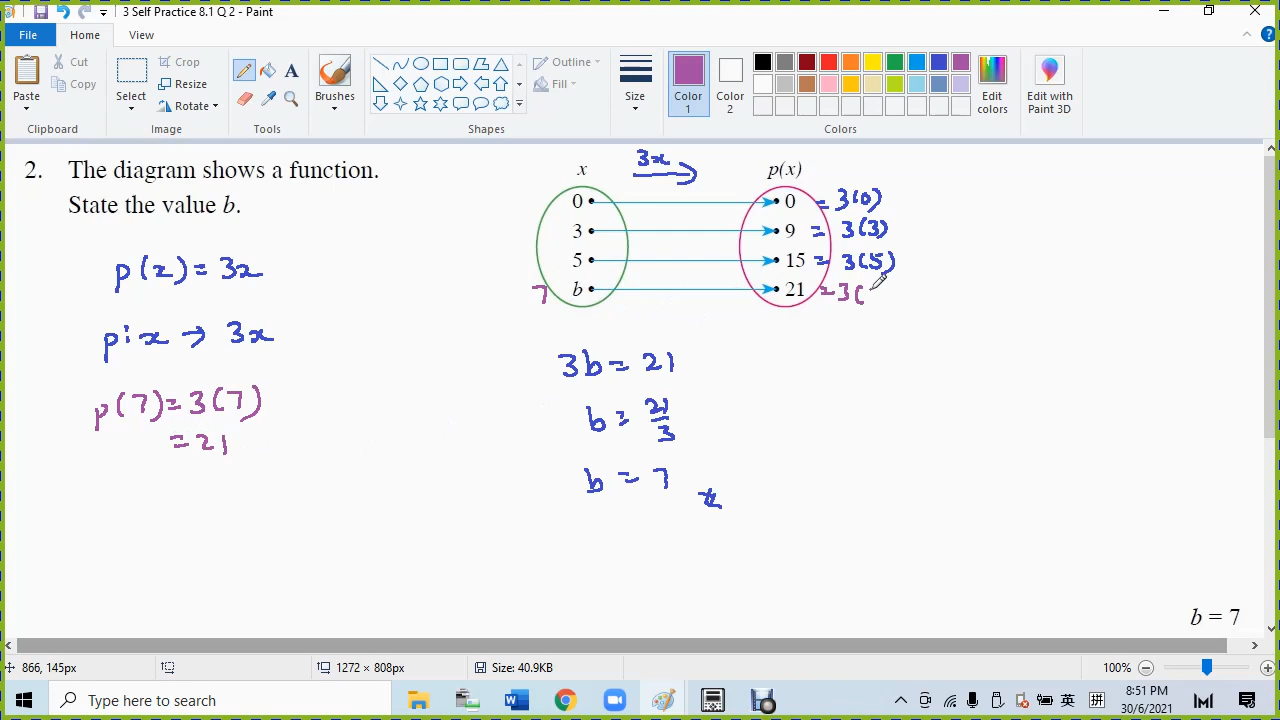 3 Self Practice 8.1 Q 2 - Paint
File Home View
Paste Cut Copy Clipboard
Select Crop Resize Rotate Image
Tools
Brushes
Shapes
Outline Fill
Size
Color 1 Color 2 Edit colors Colors
Edit with Paint 3D
2. The diagram shows a function.
State the value b.
x 3x p(x)
0 0 = 3(0)
3 9 = 3(3)
5 15 = 3(5)
7 b 21 = 3(
p(x) = 3x
p : x → 3x
p(7) = 3(7)
= 21
3b = 21
b = 21/3
b = 7
b = 7
866, 145px 1272 × 808px Size: 40.9KB 100%
Type here to search
英 拼 8:51 PM
30/6/2021